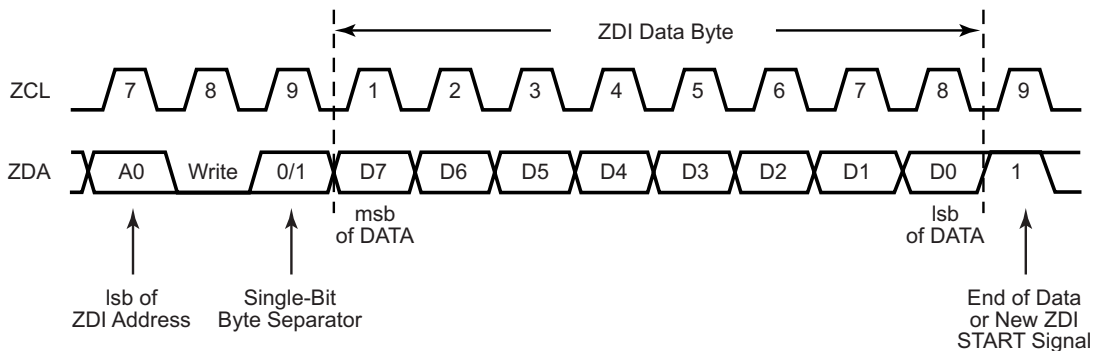 ZDI Data Byte
ZCL 7 8 9 1 2 3 4 5 6 7 8 9
ZDA A0 Write 0/1 D7 D6 D5 D4 D3 D2 D1 D0 1
msb
of DATA
lsb
of DATA
lsb of
ZDI Address
Single-Bit
Byte Separator
End of Data
or New ZDI
START Signal